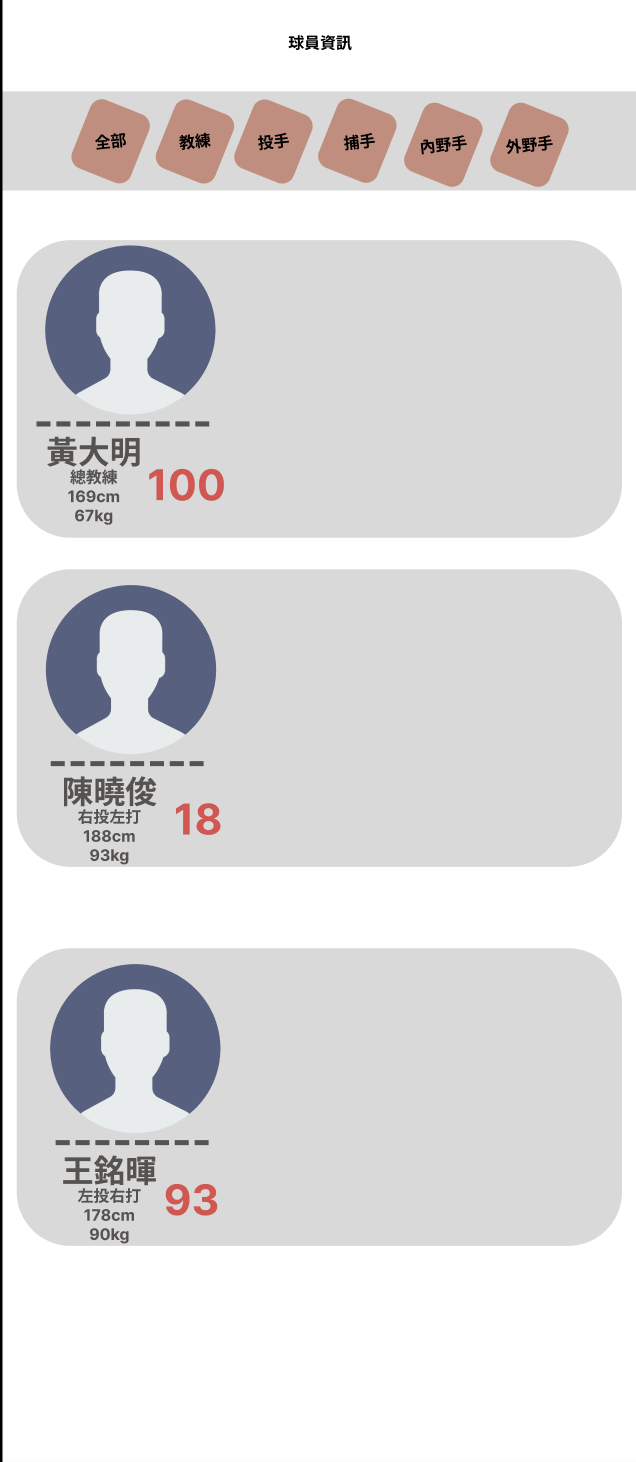 球員資訊
全部 教練 投手 捕手 內野手 外野手
黃大明
總教練
169cm
67kg
100
陳曉俊
右投左打
188cm
93kg
18
王銘暉
左投右打
178cm
90kg
93